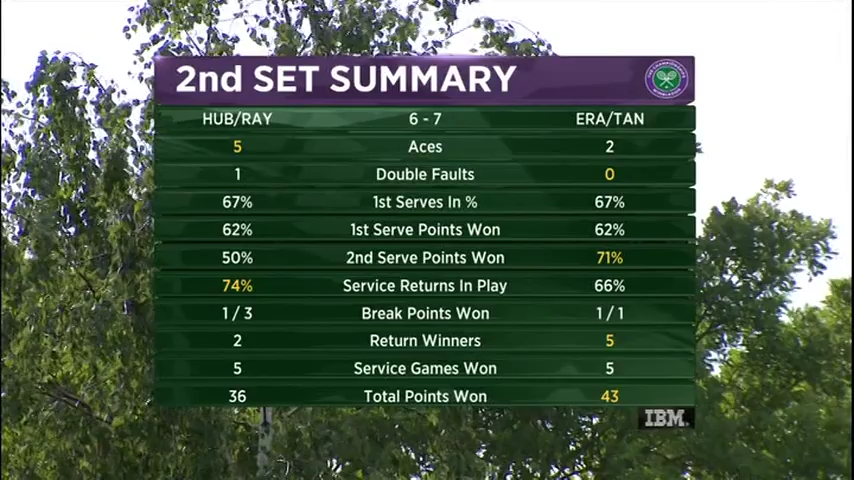 2nd SET SUMMARY
HUB/RAY 6 - 7 ERA/TAN
5 Aces 2
1 Double Faults 0
67% 1st Serves In % 67%
62% 1st Serve Points Won 62%
50% 2nd Serve Points Won 71%
74% Service Returns In Play 66%
1 / 3 Break Points Won 1 / 1
2 Return Winners 5
5 Service Games Won 5
36 Total Points Won 43
IBM.